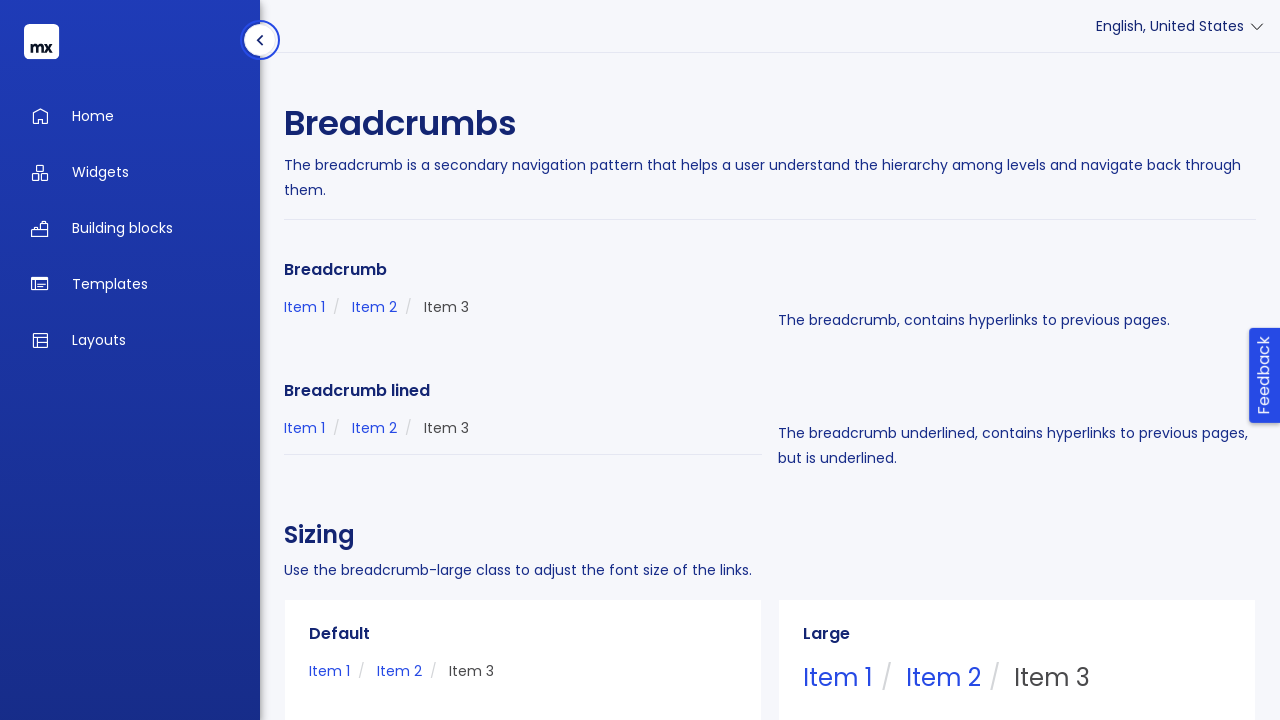 mx
English, United States
Home
Widgets
Building blocks
Templates
Layouts
Breadcrumbs
The breadcrumb is a secondary navigation pattern that helps a user understand the hierarchy among levels and navigate back through
them.
Breadcrumb
Item 1 / Item 2 / Item 3
The breadcrumb, contains hyperlinks to previous pages.
Feedback
Breadcrumb lined
Item 1 / Item 2 / Item 3
The breadcrumb underlined, contains hyperlinks to previous pages,
but is underlined.
Sizing
Use the breadcrumb-large class to adjust the font size of the links.
Default
Item 1 / Item 2 / Item 3
Large
Item 1 / Item 2 / Item 3